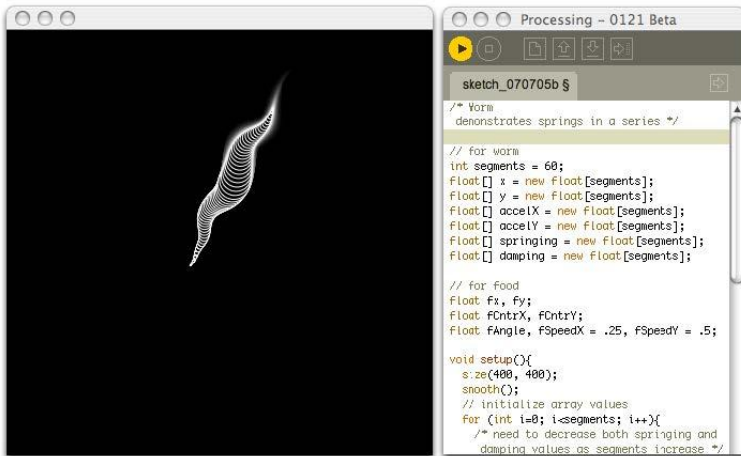 Processing – 0121 Beta
sketch_070705b §
/* Worm
demonstrates springs in a series */
// for worm
int segments = 60;
float[] x = new float[segments];
float[] y = new float[segments];
float[] accelX = new float[segments];
float[] accelY = new float[segments];
float[] springing = new float[segments];
float[] damping = new float[segments];
// for food
float fx, fy;
float fCntrX, fCntrY;
float fAngle, fSpeedX = .25, fSpeedY = .5;
void setup(){
size(400, 400);
smooth();
// initialize array values
for (int i=0; i<segments; i++){
/* need to decrease both springing and
damping values as segments increase */